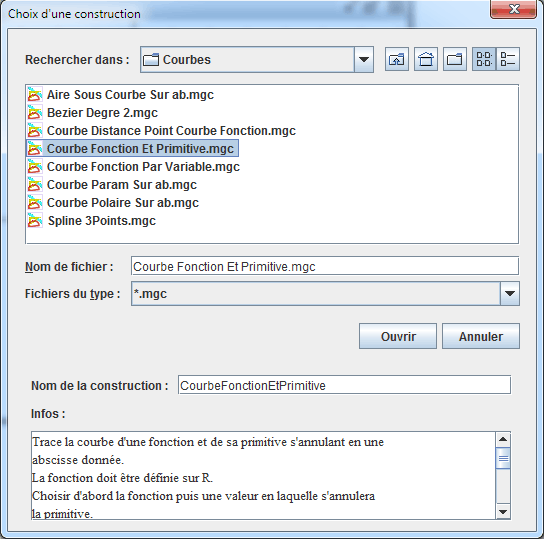 Choix d'une construction
Rechercher dans :
Courbes
Aire Sous Courbe Sur ab.mgc
Bezier Degre 2.mgc
Courbe Distance Point Courbe Fonction.mgc
Courbe Fonction Et Primitive.mgc
Courbe Fonction Par Variable.mgc
Courbe Param Sur ab.mgc
Courbe Polaire Sur ab.mgc
Spline 3Points.mgc
Nom de fichier : Courbe Fonction Et Primitive.mgc
Fichiers du type : *.mgc
Ouvrir Annuler
Nom de la construction : CourbeFonctionEtPrimitive
Infos :
Trace la courbe d'une fonction et de sa primitive s'annulant en une
abscisse donnée.
La fonction doit être définie sur R.
Choisir d'abord la fonction puis une valeur en laquelle s'annulera
la primitive.